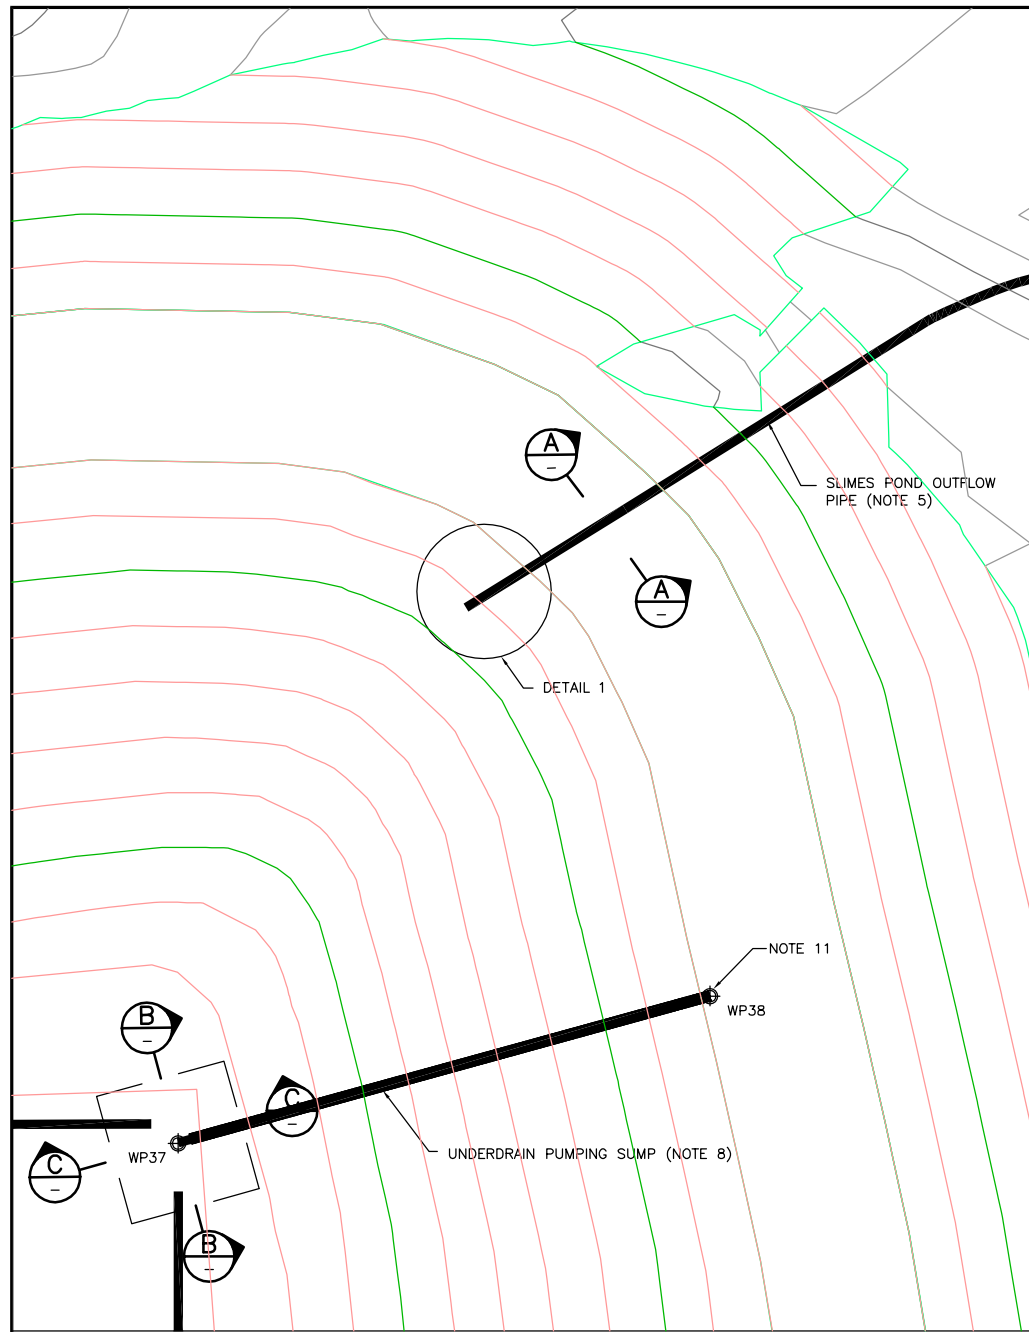 A
–
SLIMES POND OUTFLOW
PIPE (NOTE 5)
A
–
DETAIL 1
NOTE 11
WP38
B
–
C
–
WP37
UNDERDRAIN PUMPING SUMP (NOTE 8)
C
–
B
–